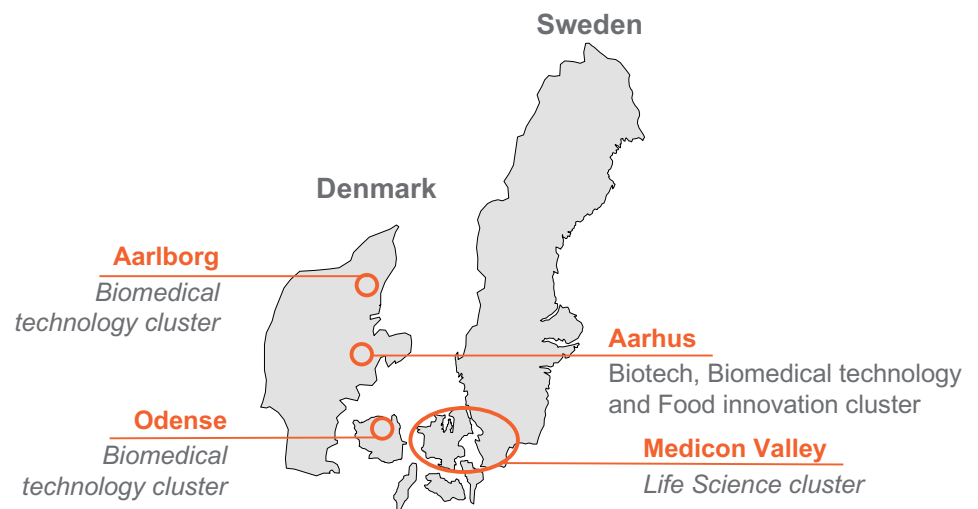 Sweden
Denmark
Aarlborg
Biomedical
technology cluster
Aarhus
Biotech, Biomedical technology
and Food innovation cluster
Odense
Biomedical
technology cluster
Medicon Valley
Life Science cluster